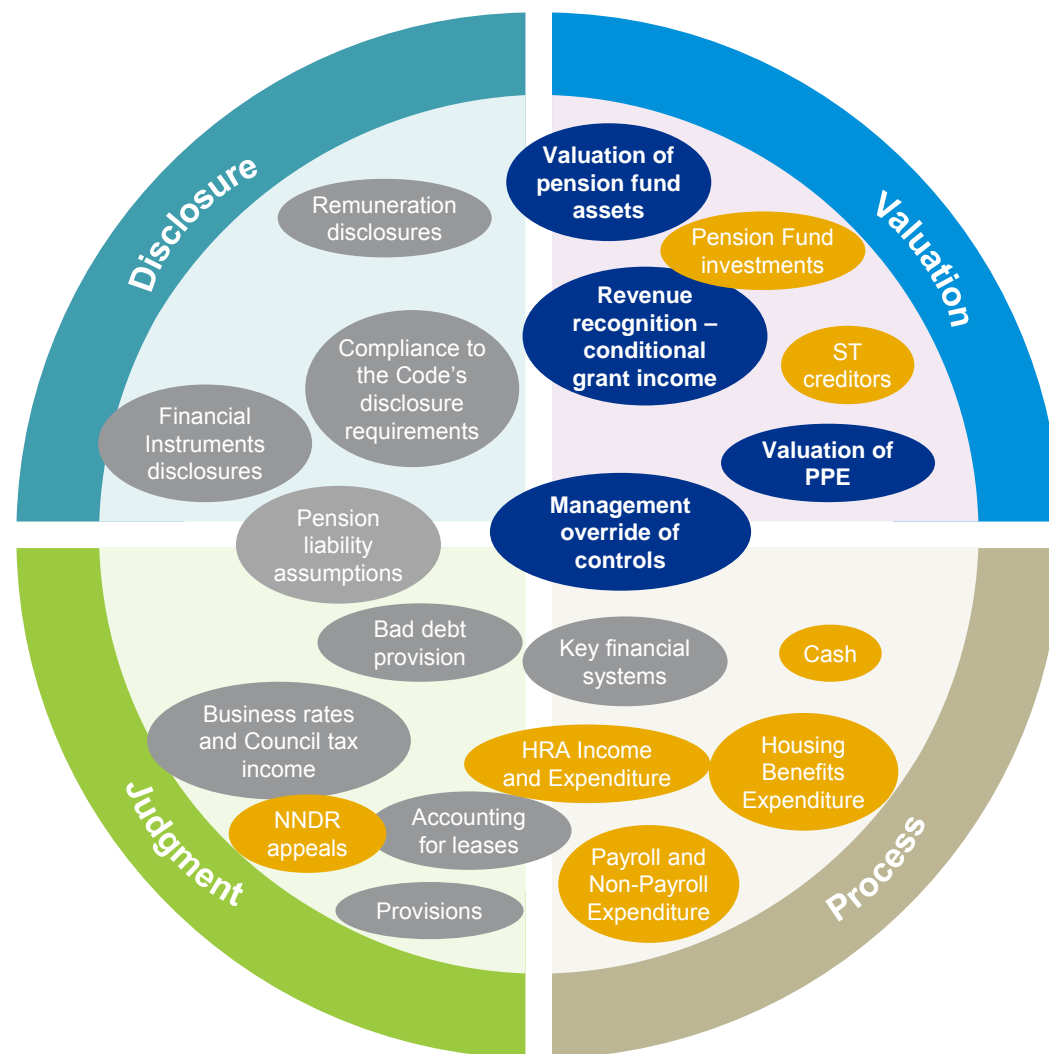 Disclosure
Valuation
Valuation of
pension fund
assets
Remuneration
disclosures
Pension Fund
investments
Revenue
recognition –
conditional
grant income
Compliance to
the Code's
disclosure
requirements
ST
creditors
Financial
Instruments
disclosures
Valuation of
PPE
Management
override of
controls
Pension
liability
assumptions
Bad debt
provision
Key financial
systems
Cash
Business rates
and Council tax
income
HRA Income
and Expenditure
Housing
Benefits
Expenditure
NNDR
appeals
Accounting
for leases
Payroll and
Non-Payroll
Expenditure
Provisions
Judgment
Process